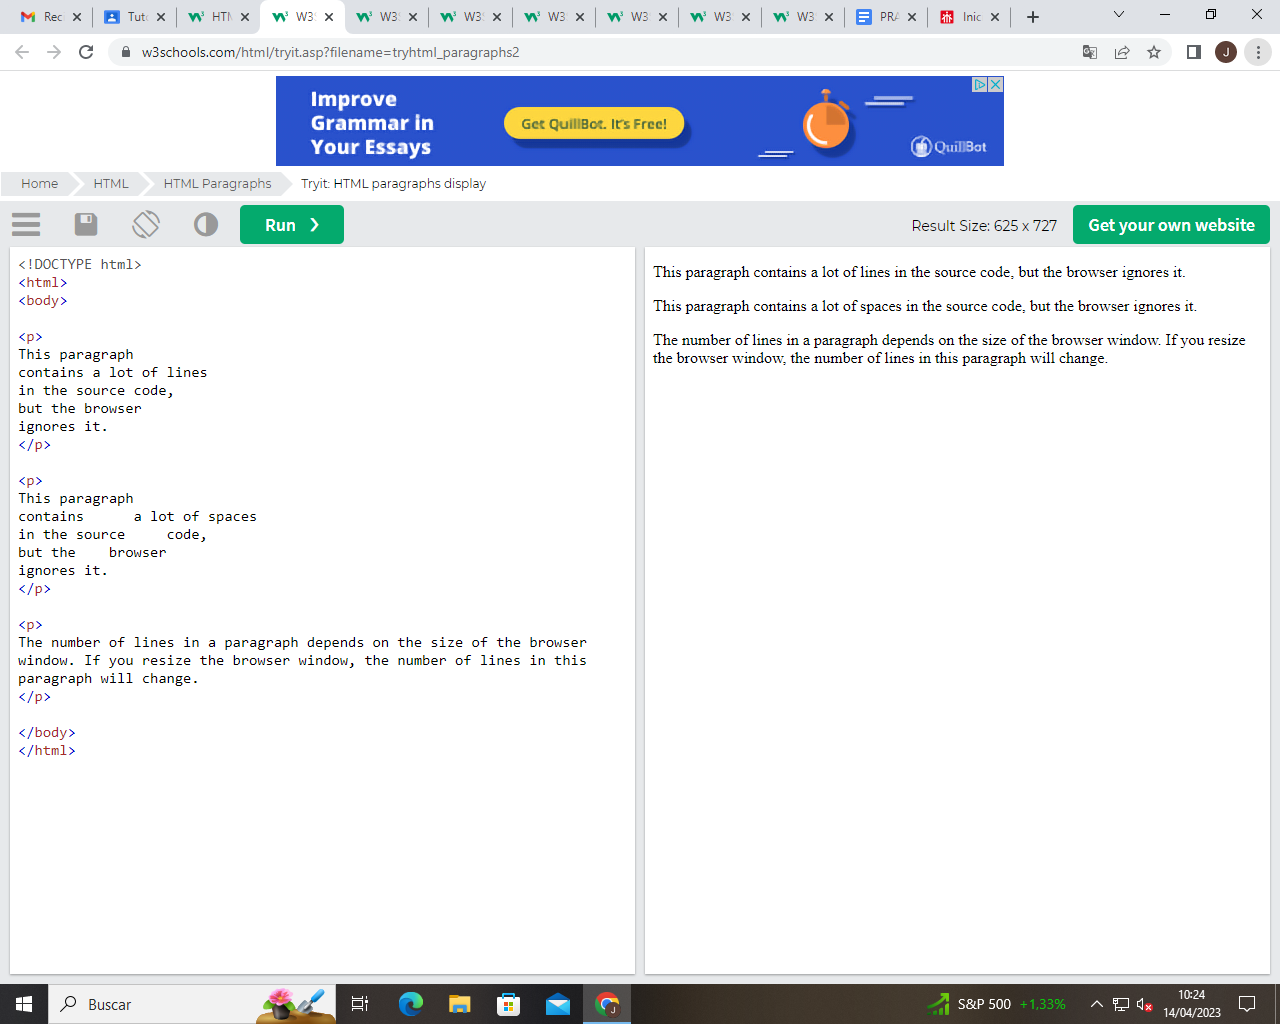 Rec
Tuto
HTM
W3S
W3S
W3S
W3
W3
W3
W3
PRA
Inic
w3schools.com/html/tryit.asp?filename=tryhtml_paragraphs2
J
Improve
Grammar in
Your Essays
Get QuillBot. It's Free!
QuillBot
Home
HTML
HTML Paragraphs
Tryit: HTML paragraphs display
Run ❯
Result Size: 625 x 727
Get your own website
<!DOCTYPE html>
<html>
<body>
<p>
This paragraph
contains a lot of lines
in the source code,
but the browser
ignores it.
</p>
<p>
This paragraph
contains      a lot of spaces
in the source     code,
but the    browser
ignores it.
</p>
<p>
The number of lines in a paragraph depends on the size of the browser
window. If you resize the browser window, the number of lines in this
paragraph will change.
</p>
</body>
</html>
This paragraph contains a lot of lines in the source code, but the browser ignores it.
This paragraph contains a lot of spaces in the source code, but the browser ignores it.
The number of lines in a paragraph depends on the size of the browser window. If you resize
the browser window, the number of lines in this paragraph will change.
Buscar
J
S&P 500 +1,33%
10:24
14/04/2023